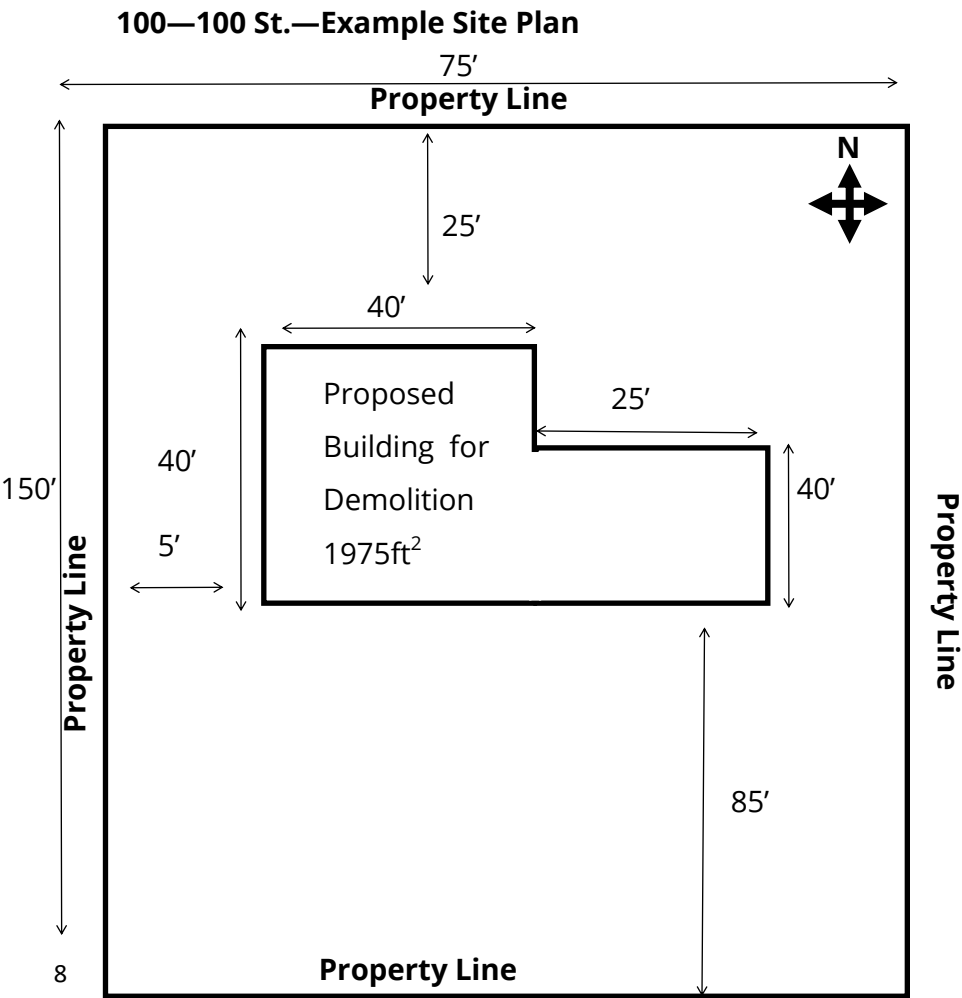 100—100 St.—Example Site Plan
75’
Property Line
N
25’
40’
25’
Proposed
Building for
Demolition
1975ft²
40’
40’
150’
5’
Property Line
Property Line
85’
Property Line
8